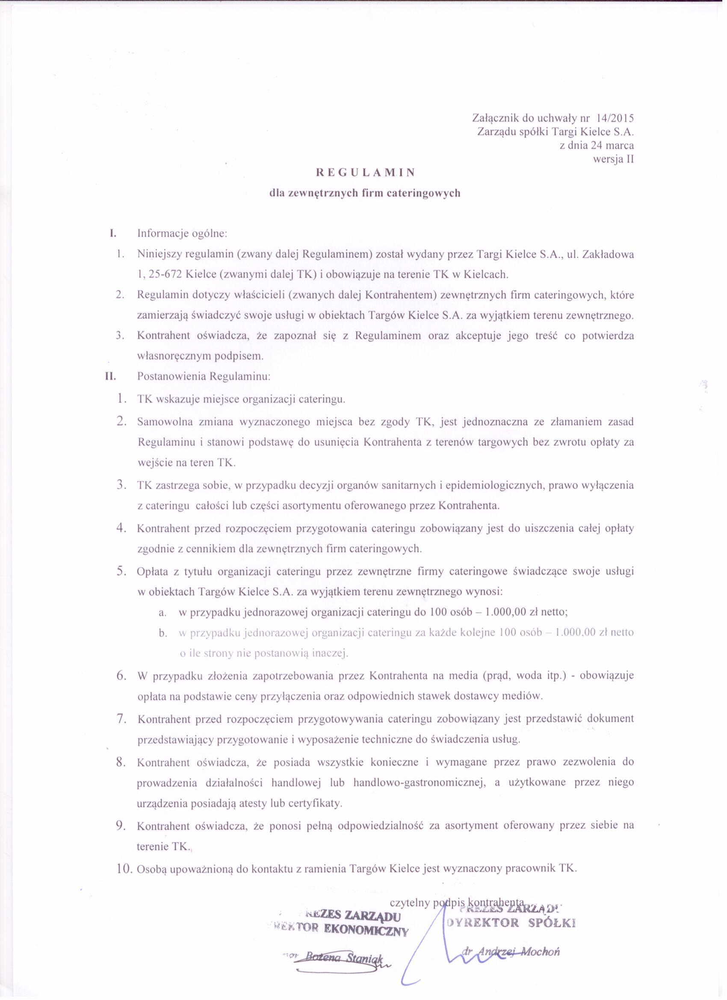 Załącznik do uchwały nr 14/2015
Zarządu spółki Targi Kielce S.A.
z dnia 24 marca
wersja II
REGULAMIN
dla zewnętrznych firm cateringowych
I. Informacje ogólne:
1. Niniejszy regulamin (zwany dalej Regulaminem) został wydany przez Targi Kielce S.A., ul. Zakładowa
1, 25-672 Kielce (zwanymi dalej TK) i obowiązuje na terenie TK w Kielcach.
2. Regulamin dotyczy właścicieli (zwanych dalej Kontrahentem) zewnętrznych firm cateringowych, które
zamierzają świadczyć swoje usługi w obiektach Targów Kielce S.A. za wyjątkiem terenu zewnętrznego.
3. Kontrahent oświadcza, że zapoznał się z Regulaminem oraz akceptuje jego treść co potwierdza
własnoręcznym podpisem.
II. Postanowienia Regulaminu:
1. TK wskazuje miejsce organizacji cateringu.
2. Samowolna zmiana wyznaczonego miejsca bez zgody TK, jest jednoznaczna ze złamaniem zasad
Regulaminu i stanowi podstawę do usunięcia Kontrahenta z terenów targowych bez zwrotu opłaty za
wejście na teren TK.
3. TK zastrzega sobie, w przypadku decyzji organów sanitarnych i epidemiologicznych, prawo wyłączenia
z cateringu całości lub części asortymentu oferowanego przez Kontrahenta.
4. Kontrahent przed rozpoczęciem przygotowania cateringu zobowiązany jest do uiszczenia całej opłaty
zgodnie z cennikiem dla zewnętrznych firm cateringowych.
5. Opłata z tytułu organizacji cateringu przez zewnętrzne firmy cateringowe świadczące swoje usługi
w obiektach Targów Kielce S.A. za wyjątkiem terenu zewnętrznego wynosi:
a. w przypadku jednorazowej organizacji cateringu do 100 osób – 1.000,00 zł netto;
b. w przypadku jednorazowej organizacji cateringu za każde kolejne 100 osób – 1.000,00 zł netto
o ile strony nie postanowią inaczej.
6. W przypadku złożenia zapotrzebowania przez Kontrahenta na media (prąd, woda itp.) - obowiązuje
opłata na podstawie ceny przyłączenia oraz odpowiednich stawek dostawcy mediów.
7. Kontrahent przed rozpoczęciem przygotowywania cateringu zobowiązany jest przedstawić dokument
przedstawiający przygotowanie i wyposażenie techniczne do świadczenia usług.
8. Kontrahent oświadcza, że posiada wszystkie konieczne i wymagane przez prawo zezwolenia do
prowadzenia działalności handlowej lub handlowo-gastronomicznej, a użytkowane przez niego
urządzenia posiadają atesty lub certyfikaty.
9. Kontrahent oświadcza, że ponosi pełną odpowiedzialność za asortyment oferowany przez siebie na
terenie TK.
10. Osobą upoważnioną do kontaktu z ramienia Targów Kielce jest wyznaczony pracownik TK.
czytelny podpis kontrahenta
PREZES ZARZĄDU
DYREKTOR SPÓŁKI
dr Andrzej Mochoń
ZARZĄDU
EKONOMICZNY
Bożena Staniak